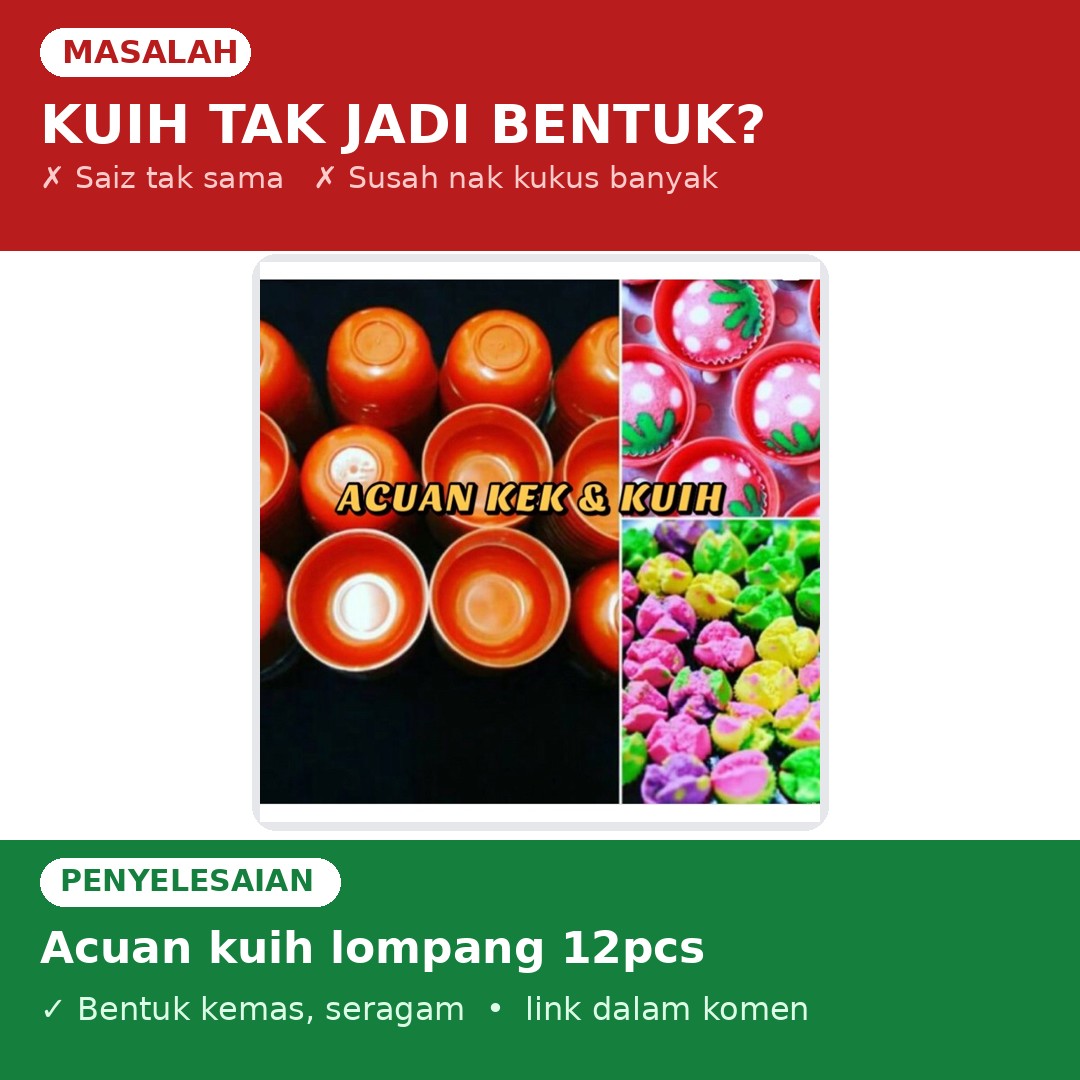 MASALAH
KUIH TAK JADI BENTUK?
✗ Saiz tak sama ✗ Susah nak kukus banyak
ACUAN KEK & KUIH
PENYELESAIAN
Acuan kuih lompang 12pcs
✓ Bentuk kemas, seragam • link dalam komen